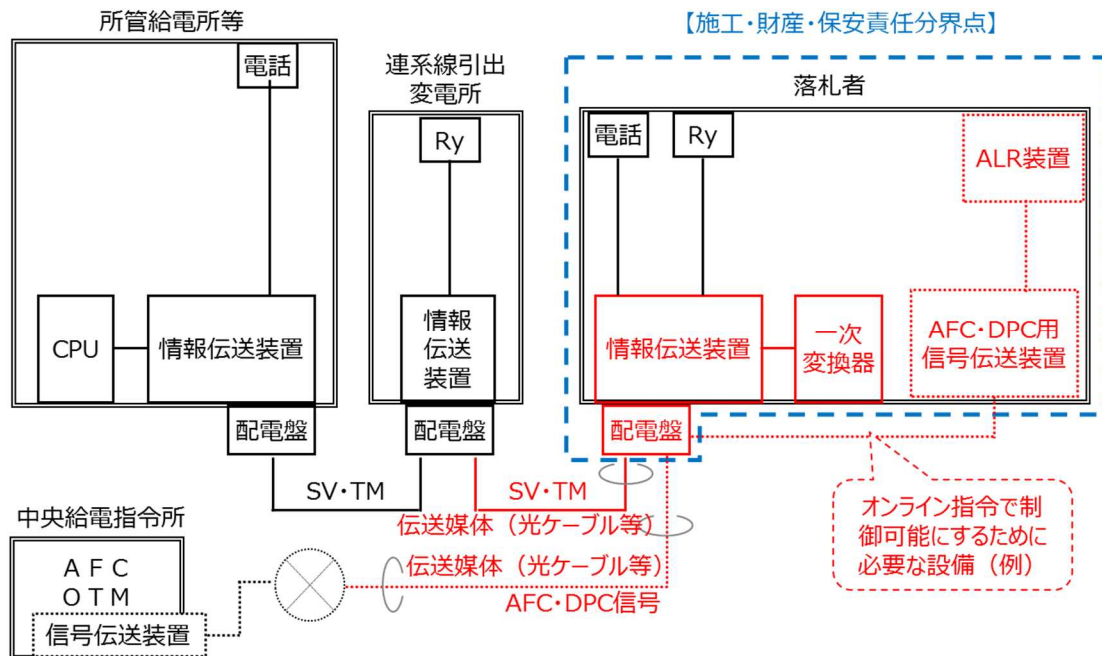 所管給電所等
電話
CPU
情報伝送装置
配電盤
連系線引出
変電所
Ry
情報
伝送
装置
配電盤
【施工・財産・保安責任分界点】
落札者
電話
Ry
ALR装置
情報伝送装置
一次
変換器
AFC・DPC用
信号伝送装置
配電盤
SV・TM
SV・TM
伝送媒体（光ケーブル等）
伝送媒体（光ケーブル等）
AFC・DPC信号
オンライン指令で制
御可能にするために
必要な設備（例）
中央給電指令所
ＡＦＣ
ＯＴＭ
信号伝送装置